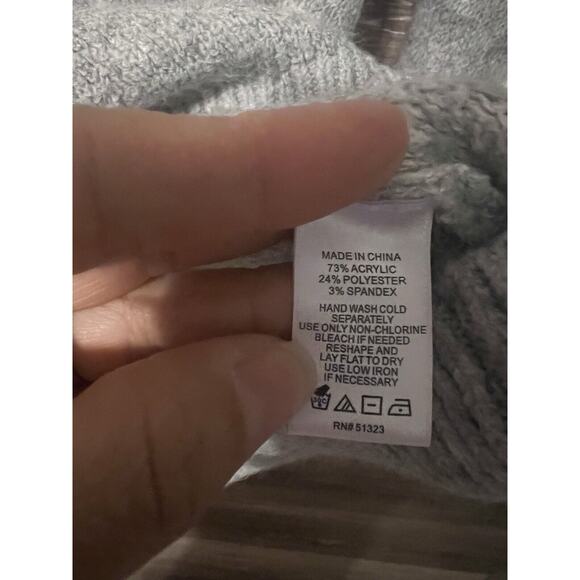 MADE IN CHINA
73% ACRYLIC
24% POLYESTER
3% SPANDEX
HAND WASH COLD
SEPARATELY
USE ONLY NON-CHLORINE
BLEACH IF NEEDED
RESHAPE AND
LAY FLAT TO DRY
USE LOW IRON
IF NECESSARY
30C
RN# 51323